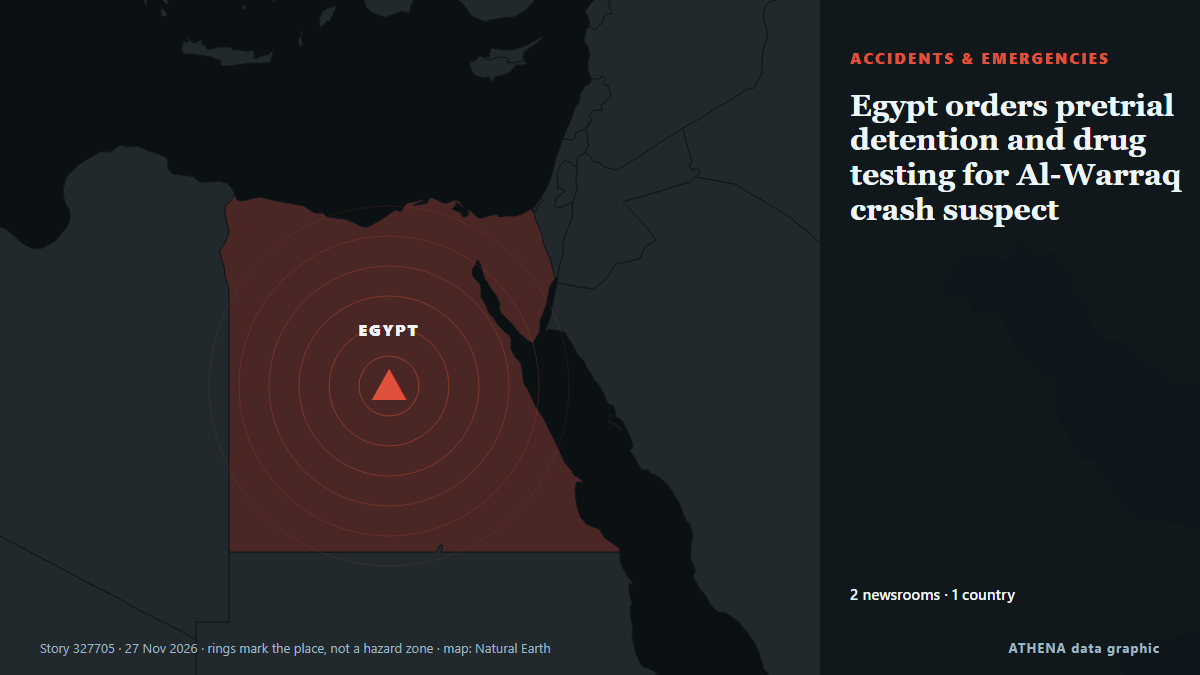 ACCIDENTS & EMERGENCIES
Egypt orders pretrial
detention and drug
testing for Al-Warraq
crash suspect
EGYPT
2 newsrooms · 1 country
Story 327705 · 27 Nov 2026 · rings mark the place, not a hazard zone · map: Natural Earth
ATHENA data graphic